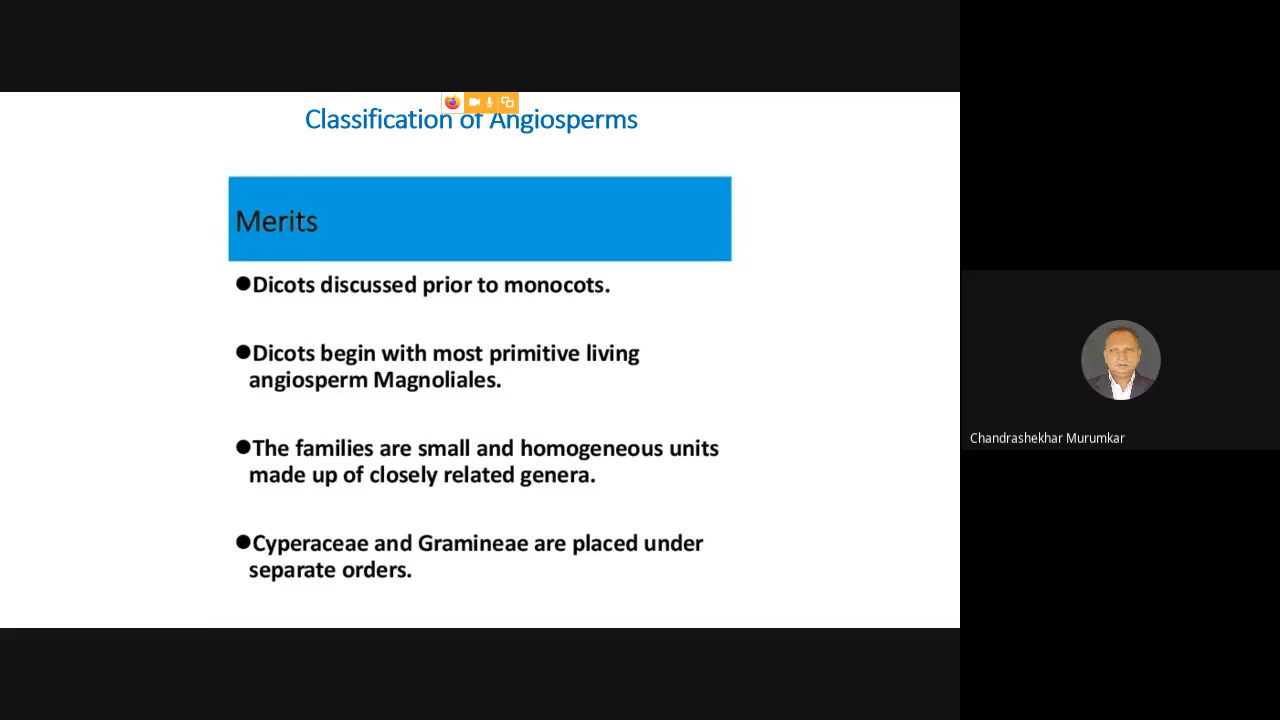 Classification of Angiosperms
Merits
●Dicots discussed prior to monocots.
●Dicots begin with most primitive living
angiosperm Magnoliales.
●The families are small and homogeneous units
made up of closely related genera.
●Cyperaceae and Gramineae are placed under
separate orders.
Chandrashekhar Murumkar